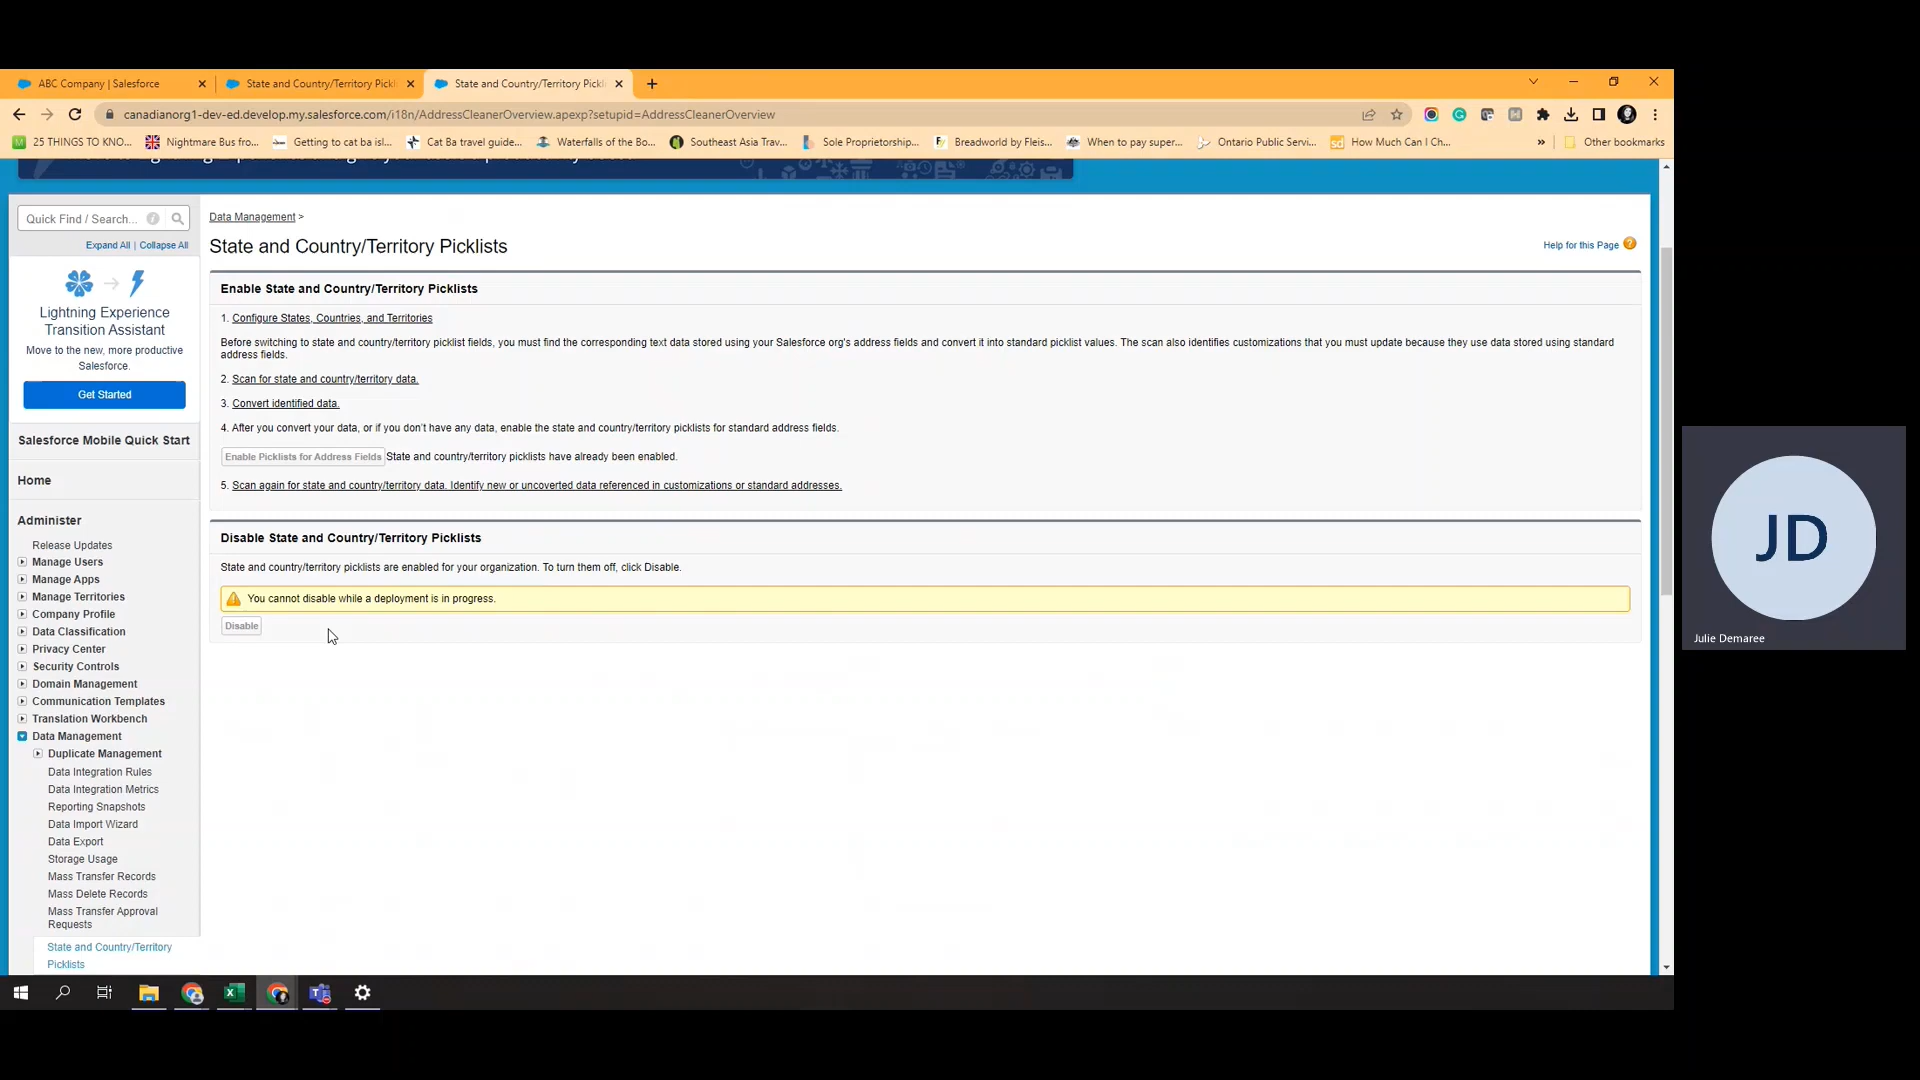 ABC Company | Salesforce
State and Country/Territory Pickl
State and Country/Territory Pickl
canadianorg1-dev-ed.develop.my.salesforce.com/i18n/AddressCleanerOverview.apexp?setupid=AddressCleanerOverview
25 THINGS TO KNO...
Nightmare Bus fro...
Getting to cat ba isl...
Cat Ba travel guide...
Waterfalls of the Bo...
Southeast Asia Trav...
Sole Proprietorship...
Breadworld by Fleis...
When to pay super...
Ontario Public Servi...
How Much Can I Ch...
Other bookmarks
Quick Find / Search...
Expand All | Collapse All
Lightning Experience
Transition Assistant
Move to the new, more productive
Salesforce.
Get Started
Salesforce Mobile Quick Start
Home
Administer
Release Updates
Manage Users
Manage Apps
Manage Territories
Company Profile
Data Classification
Privacy Center
Security Controls
Domain Management
Communication Templates
Translation Workbench
Data Management
Duplicate Management
Data Integration Rules
Data Integration Metrics
Reporting Snapshots
Data Import Wizard
Data Export
Storage Usage
Mass Transfer Records
Mass Delete Records
Mass Transfer Approval
Requests
State and Country/Territory
Picklists
Data Management >
State and Country/Territory Picklists
Help for this Page
Enable State and Country/Territory Picklists
1. Configure States, Countries, and Territories
Before switching to state and country/territory picklist fields, you must find the corresponding text data stored using your Salesforce org's address fields and convert it into standard picklist values. The scan also identifies customizations that you must update because they use data stored using standard
address fields.
2. Scan for state and country/territory data.
3. Convert identified data.
4. After you convert your data, or if you don't have any data, enable the state and country/territory picklists for standard address fields.
Enable Picklists for Address Fields State and country/territory picklists have already been enabled.
5. Scan again for state and country/territory data. Identify new or uncoverted data referenced in customizations or standard addresses.
Disable State and Country/Territory Picklists
State and country/territory picklists are enabled for your organization. To turn them off, click Disable.
You cannot disable while a deployment is in progress.
Disable
JD
Julie Demaree